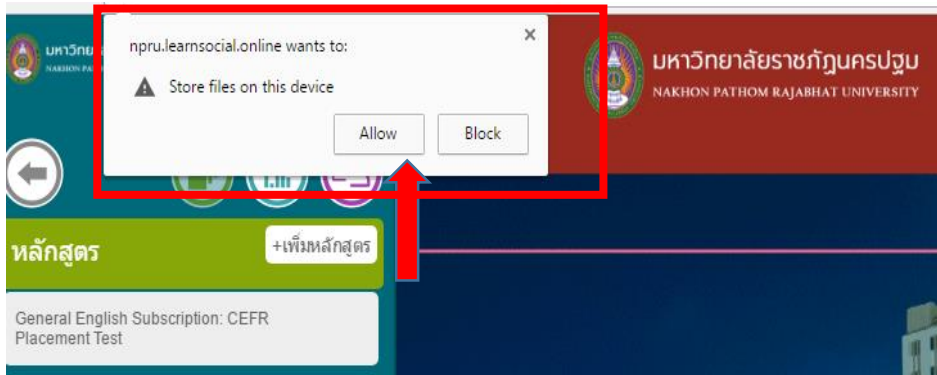 npru.learnsocial.online wants to:
×
Store files on this device
Allow
Block
มหาวิทยาลัยราชภัฏนครปฐม
NAKHON PATHOM RAJABHAT UNIVERSITY
หลักสูตร
+เพิ่มหลักสูตร
General English Subscription: CEFR
Placement Test